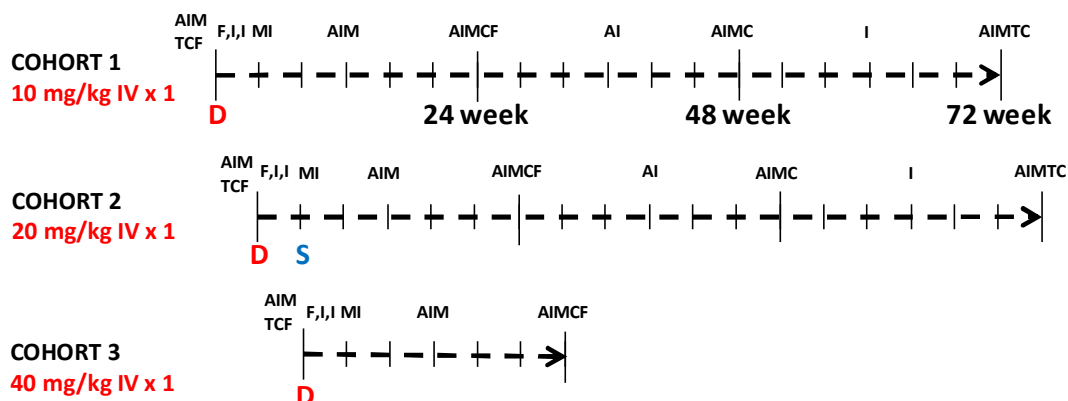 AIM F,I,I MI AIM AIMCF AI AIMC I AIMTC
TCF
COHORT 1
10 mg/kg IV x 1
D 24 week 48 week 72 week
AIM F,I,I MI AIM AIMCF AI AIMC I AIMTC
TCF
COHORT 2
20 mg/kg IV x 1
D S
AIM F,I,I MI AIM AIMCF
TCF
COHORT 3
40 mg/kg IV x 1
D